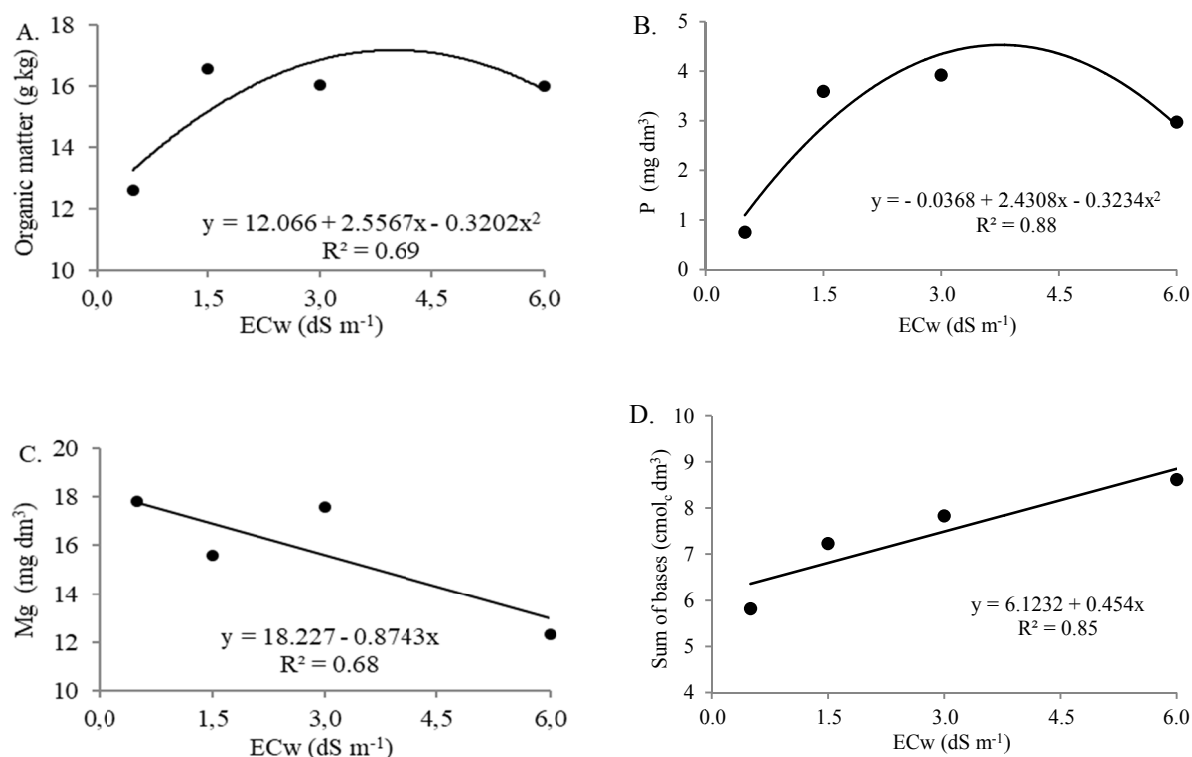 A.
Organic matter (g kg)
18
16
14
12
10
y = 12.066 + 2.5567x - 0.3202x²
R² = 0.69
0,0 1,5 3,0 4,5 6,0
ECw (dS m⁻¹)
B.
P (mg dm³)
5
4
3
2
1
0
y = - 0.0368 + 2.4308x - 0.3234x²
R² = 0.88
0.0 1.5 3.0 4.5 6.0
ECw (dS m⁻¹)
C.
Mg (mg dm³)
20
18
16
14
12
10
y = 18.227 - 0.8743x
R² = 0.68
0,0 1,5 3,0 4,5 6,0
ECw (dS m⁻¹)
D.
Sum of bases (cmol꜀ dm³)
10
9
8
7
6
5
4
y = 6.1232 + 0.454x
R² = 0.85
0.0 1.5 3.0 4.5 6.0
ECw (dS m⁻¹)